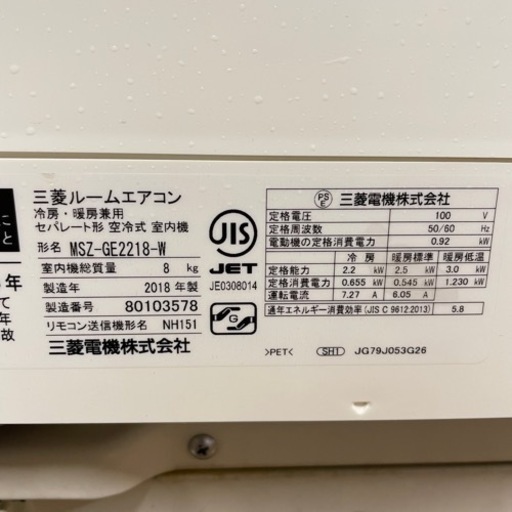 に
と
年
て
年
故
三菱ルームエアコン
冷房・暖房兼用
セパレート形 空冷式 室内機
形名 MSZ-GE2218-W
室内機総質量 8 kg
製造年 2018 年製
製造番号 80103578
リモコン送信機形名 NH151
三菱電機株式会社
JIS
JET
JE0308014
G
PSE 三菱電機株式会社
定格電圧 100 V
定格周波数 50/60 Hz
電動機の定格消費電力 0.92 kW
冷房 暖房標準 暖房低温
定格能力 2.2 kW 2.5 kW 3.0 kW
定格消費電力 0.655 kW 0.545 kW 1.230 kW
運転電流 7.27 A 6.05 A
通年エネルギー消費効率(JIS C 9612:2013) 5.8
>PET< SH1 JG79J053G26